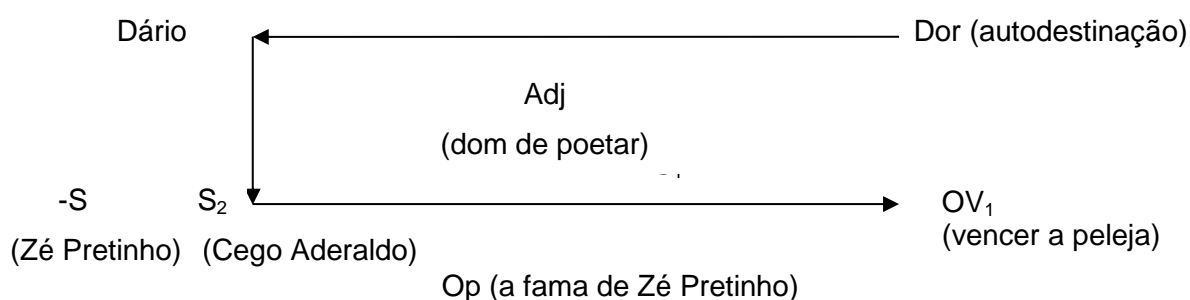 Dário Dor (autodestinação)
Adj
(dom de poetar)
-S S₂ OV₁
(Zé Pretinho) (Cego Aderaldo) (vencer a peleja)
Op (a fama de Zé Pretinho)